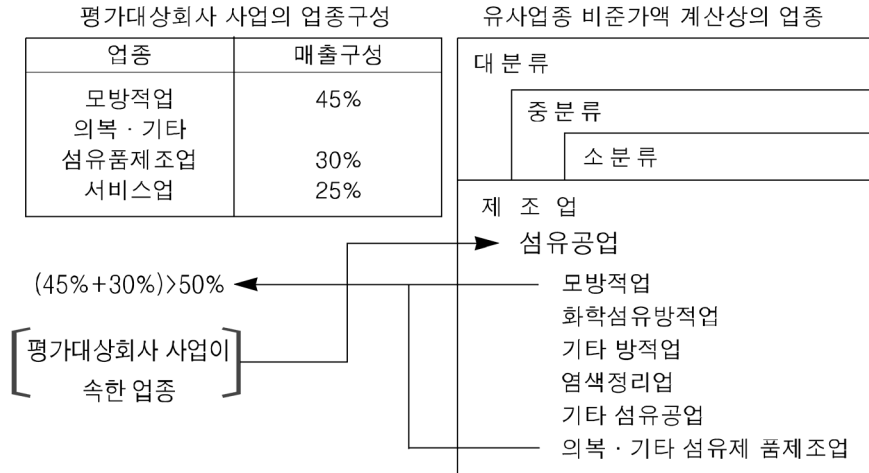 평가대상회사 사업의 업종구성
업종 매출구성
모방적업 45%
의복 · 기타
섬유품제조업 30%
서비스업 25%
(45%+30%)>50%
평가대상회사 사업이
속한 업종
유사업종 비준가액 계산상의 업종
대 분 류
중 분 류
소 분 류
제 조 업
섬유공업
모방적업
화학섬유방적업
기타 방적업
염색정리업
기타 섬유공업
의복 · 기타 섬유제 품제조업